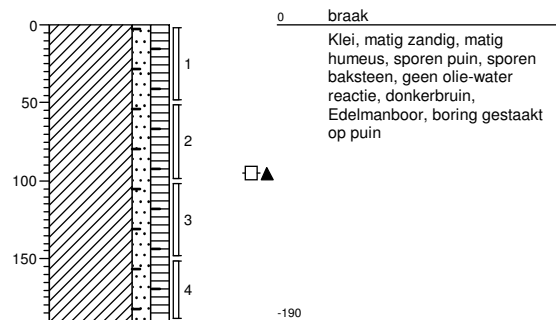 0
50
100
150
1
2
3
4
0 braak
Klei, matig zandig, matig
humeus, sporen puin, sporen
baksteen, geen olie-water
reactie, donkerbruin,
Edelmanboor, boring gestaakt
op puin
-190